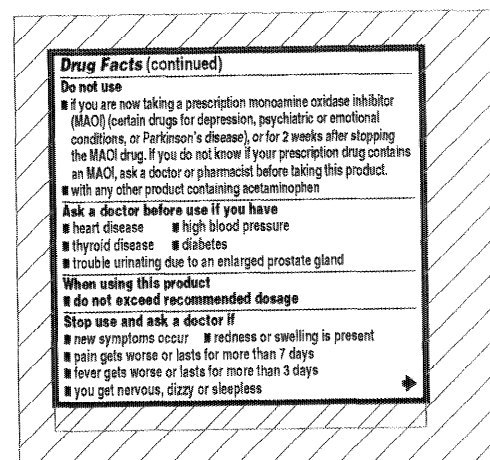 Drug Facts (continued)
Do not use
■ if you are now taking a prescription monoamine oxidase inhibitor
(MAOI) (certain drugs for depression, psychiatric or emotional
conditions, or Parkinson's disease), or for 2 weeks after stopping
the MAOI drug. If you do not know if your prescription drug contains
an MAOI, ask a doctor or pharmacist before taking this product.
■ with any other product containing acetaminophen
Ask a doctor before use if you have
■ heart disease ■ high blood pressure
■ thyroid disease ■ diabetes
■ trouble urinating due to an enlarged prostate gland
When using this product
■ do not exceed recommended dosage
Stop use and ask a doctor if
■ new symptoms occur ■ redness or swelling is present
■ pain gets worse or lasts for more than 7 days
■ fever gets worse or lasts for more than 3 days
■ you get nervous, dizzy or sleepless